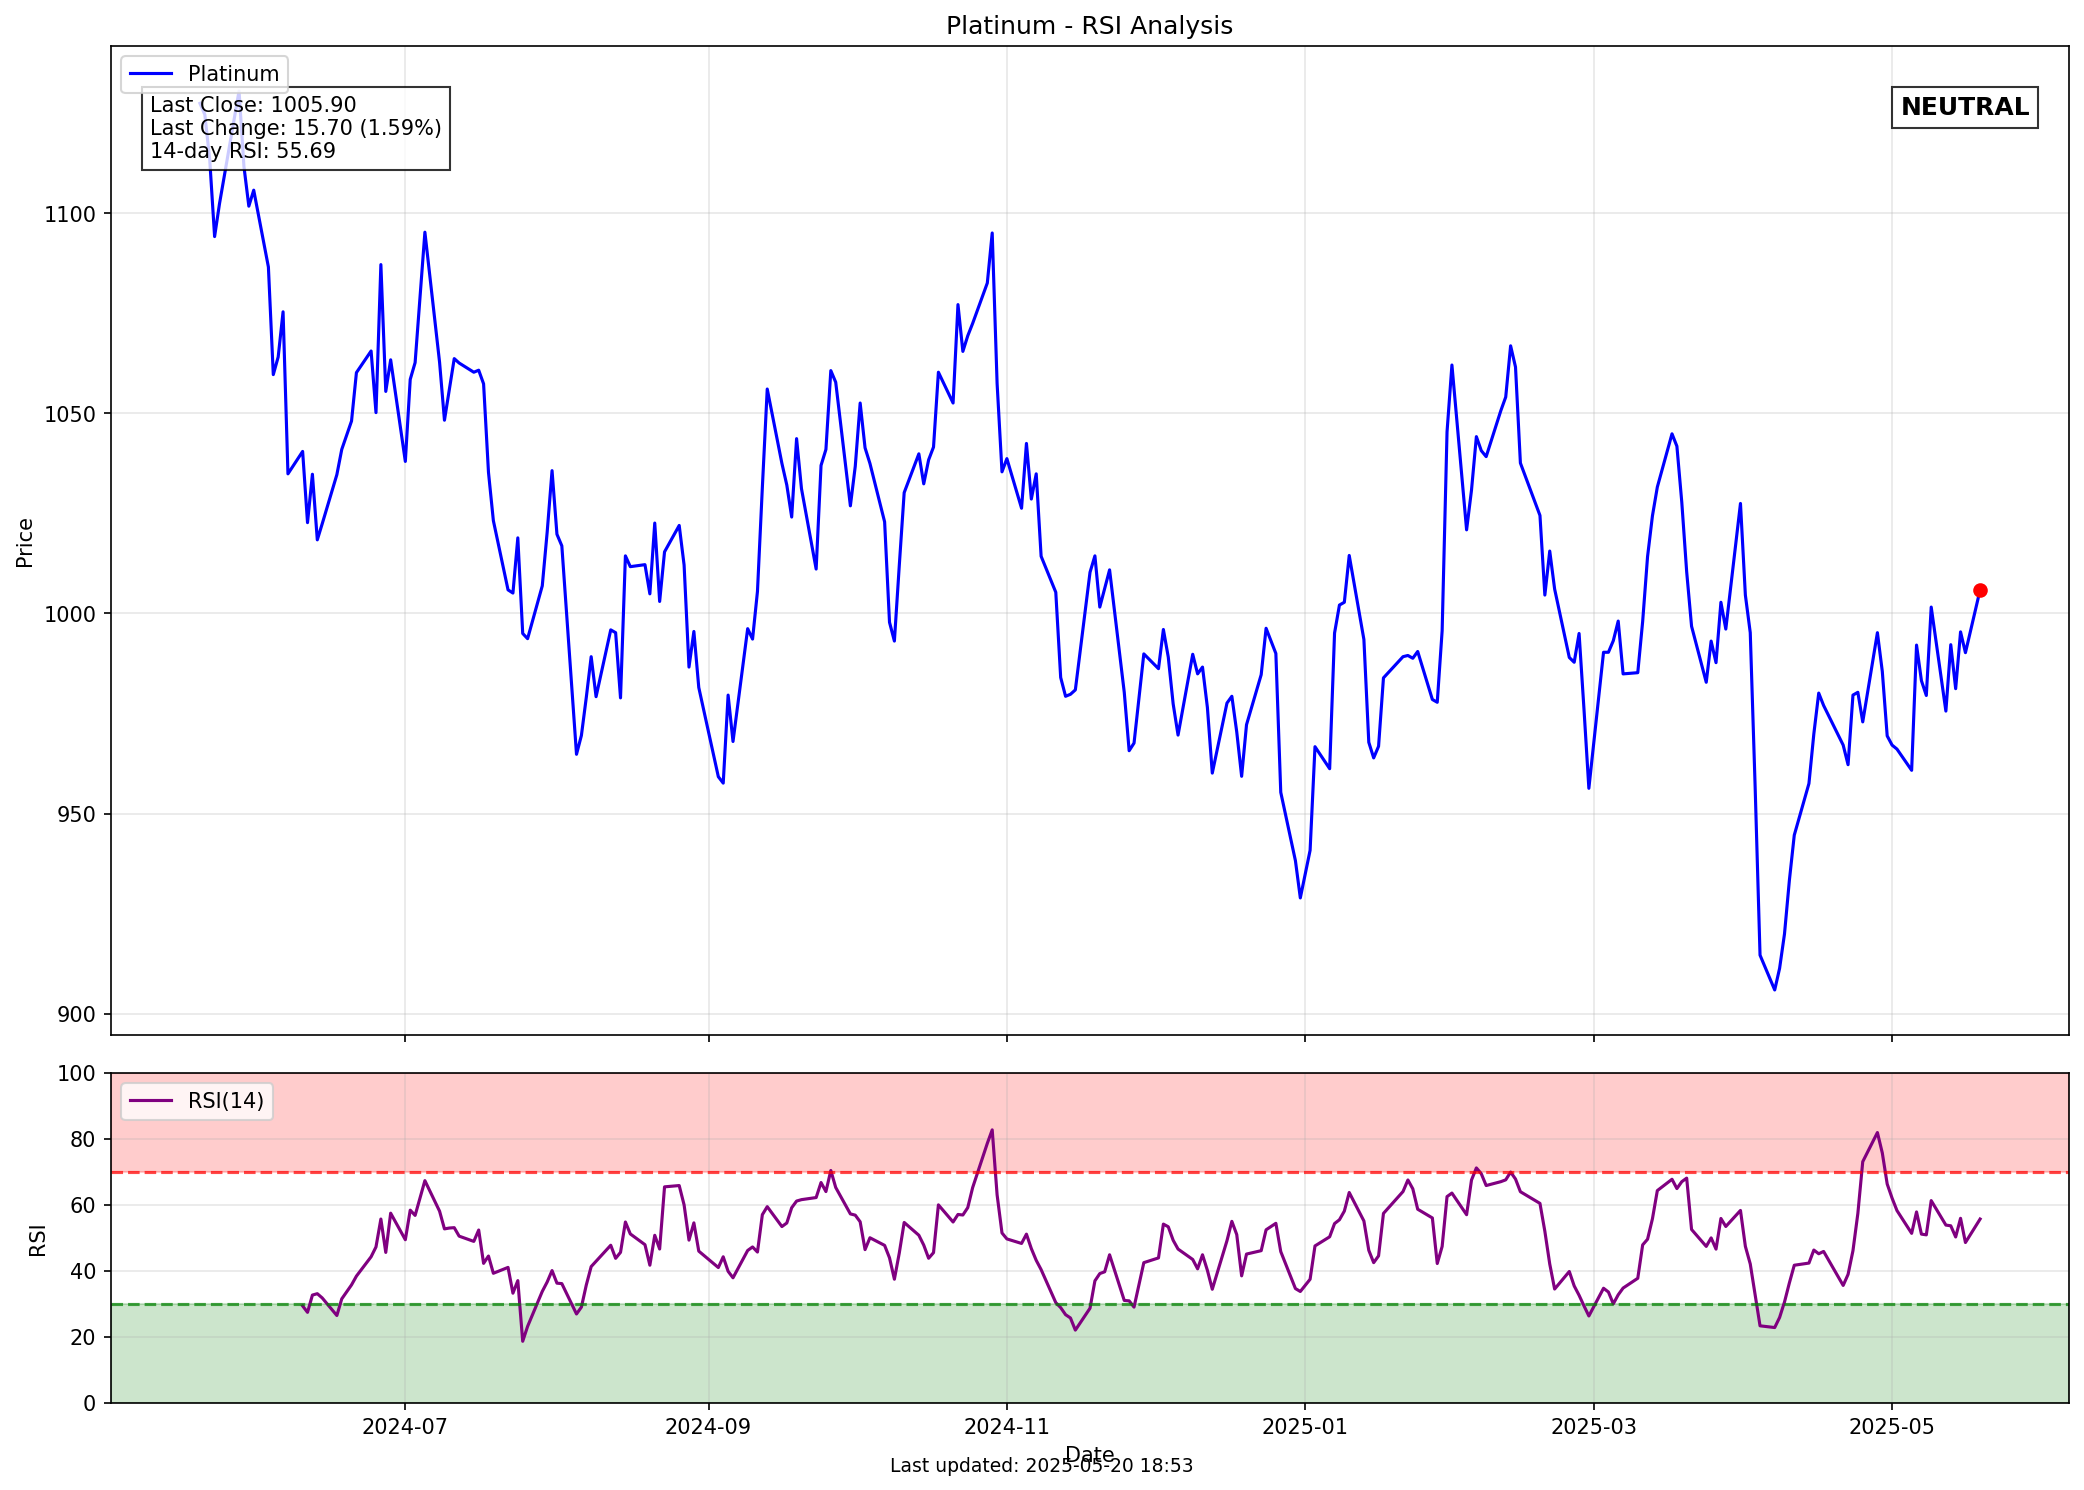 Platinum - RSI Analysis
Platinum
Last Close: 1005.90
Last Change: 15.70 (1.59%)
14-day RSI: 55.69
NEUTRAL
Price
1100
1050
1000
950
900
RSI(14)
RSI
100
80
60
40
20
0
2024-07
2024-09
2024-11
2025-01
2025-03
2025-05
Date
Last updated: 2025-05-20 18:53